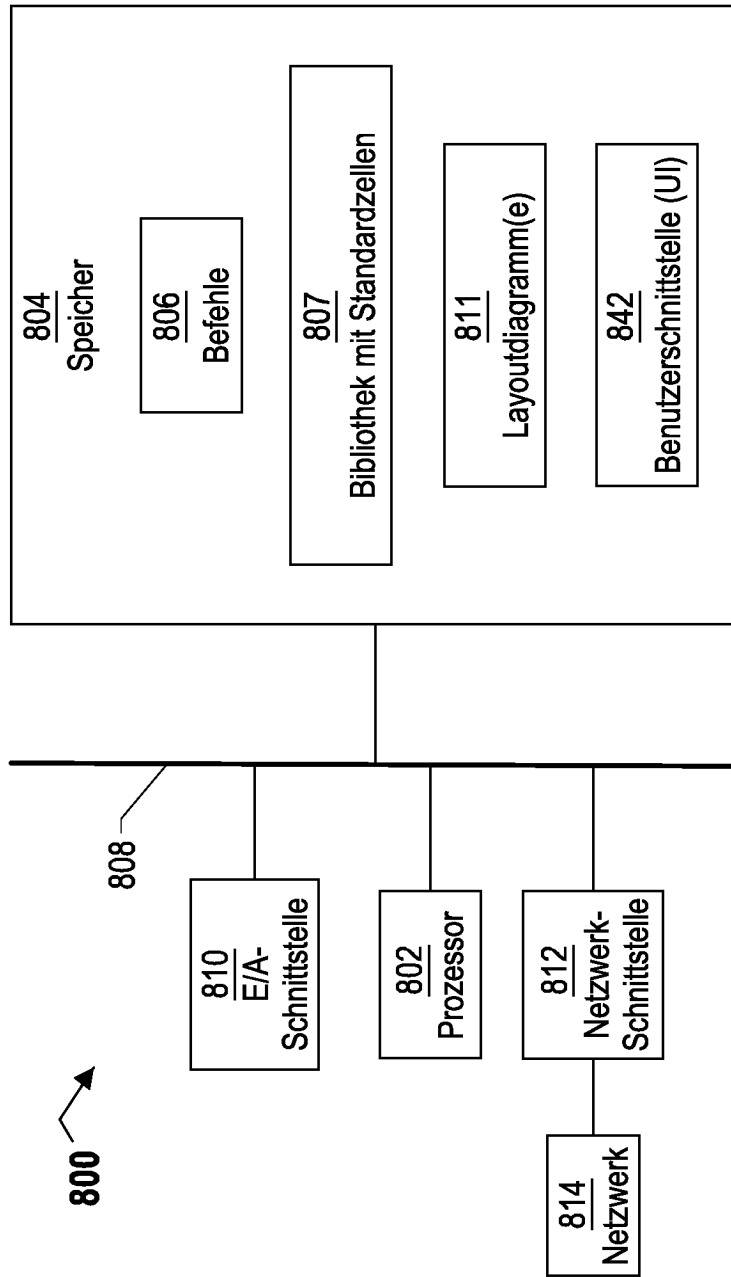 800
810
E/A-
Schnittstelle
802
Prozessor
812
Netzwerk-
Schnittstelle
814
Netzwerk
808
804
Speicher
806
Befehle
807
Bibliothek mit Standardzellen
811
Layoutdiagramm(e)
842
Benutzerschnittstelle (UI)